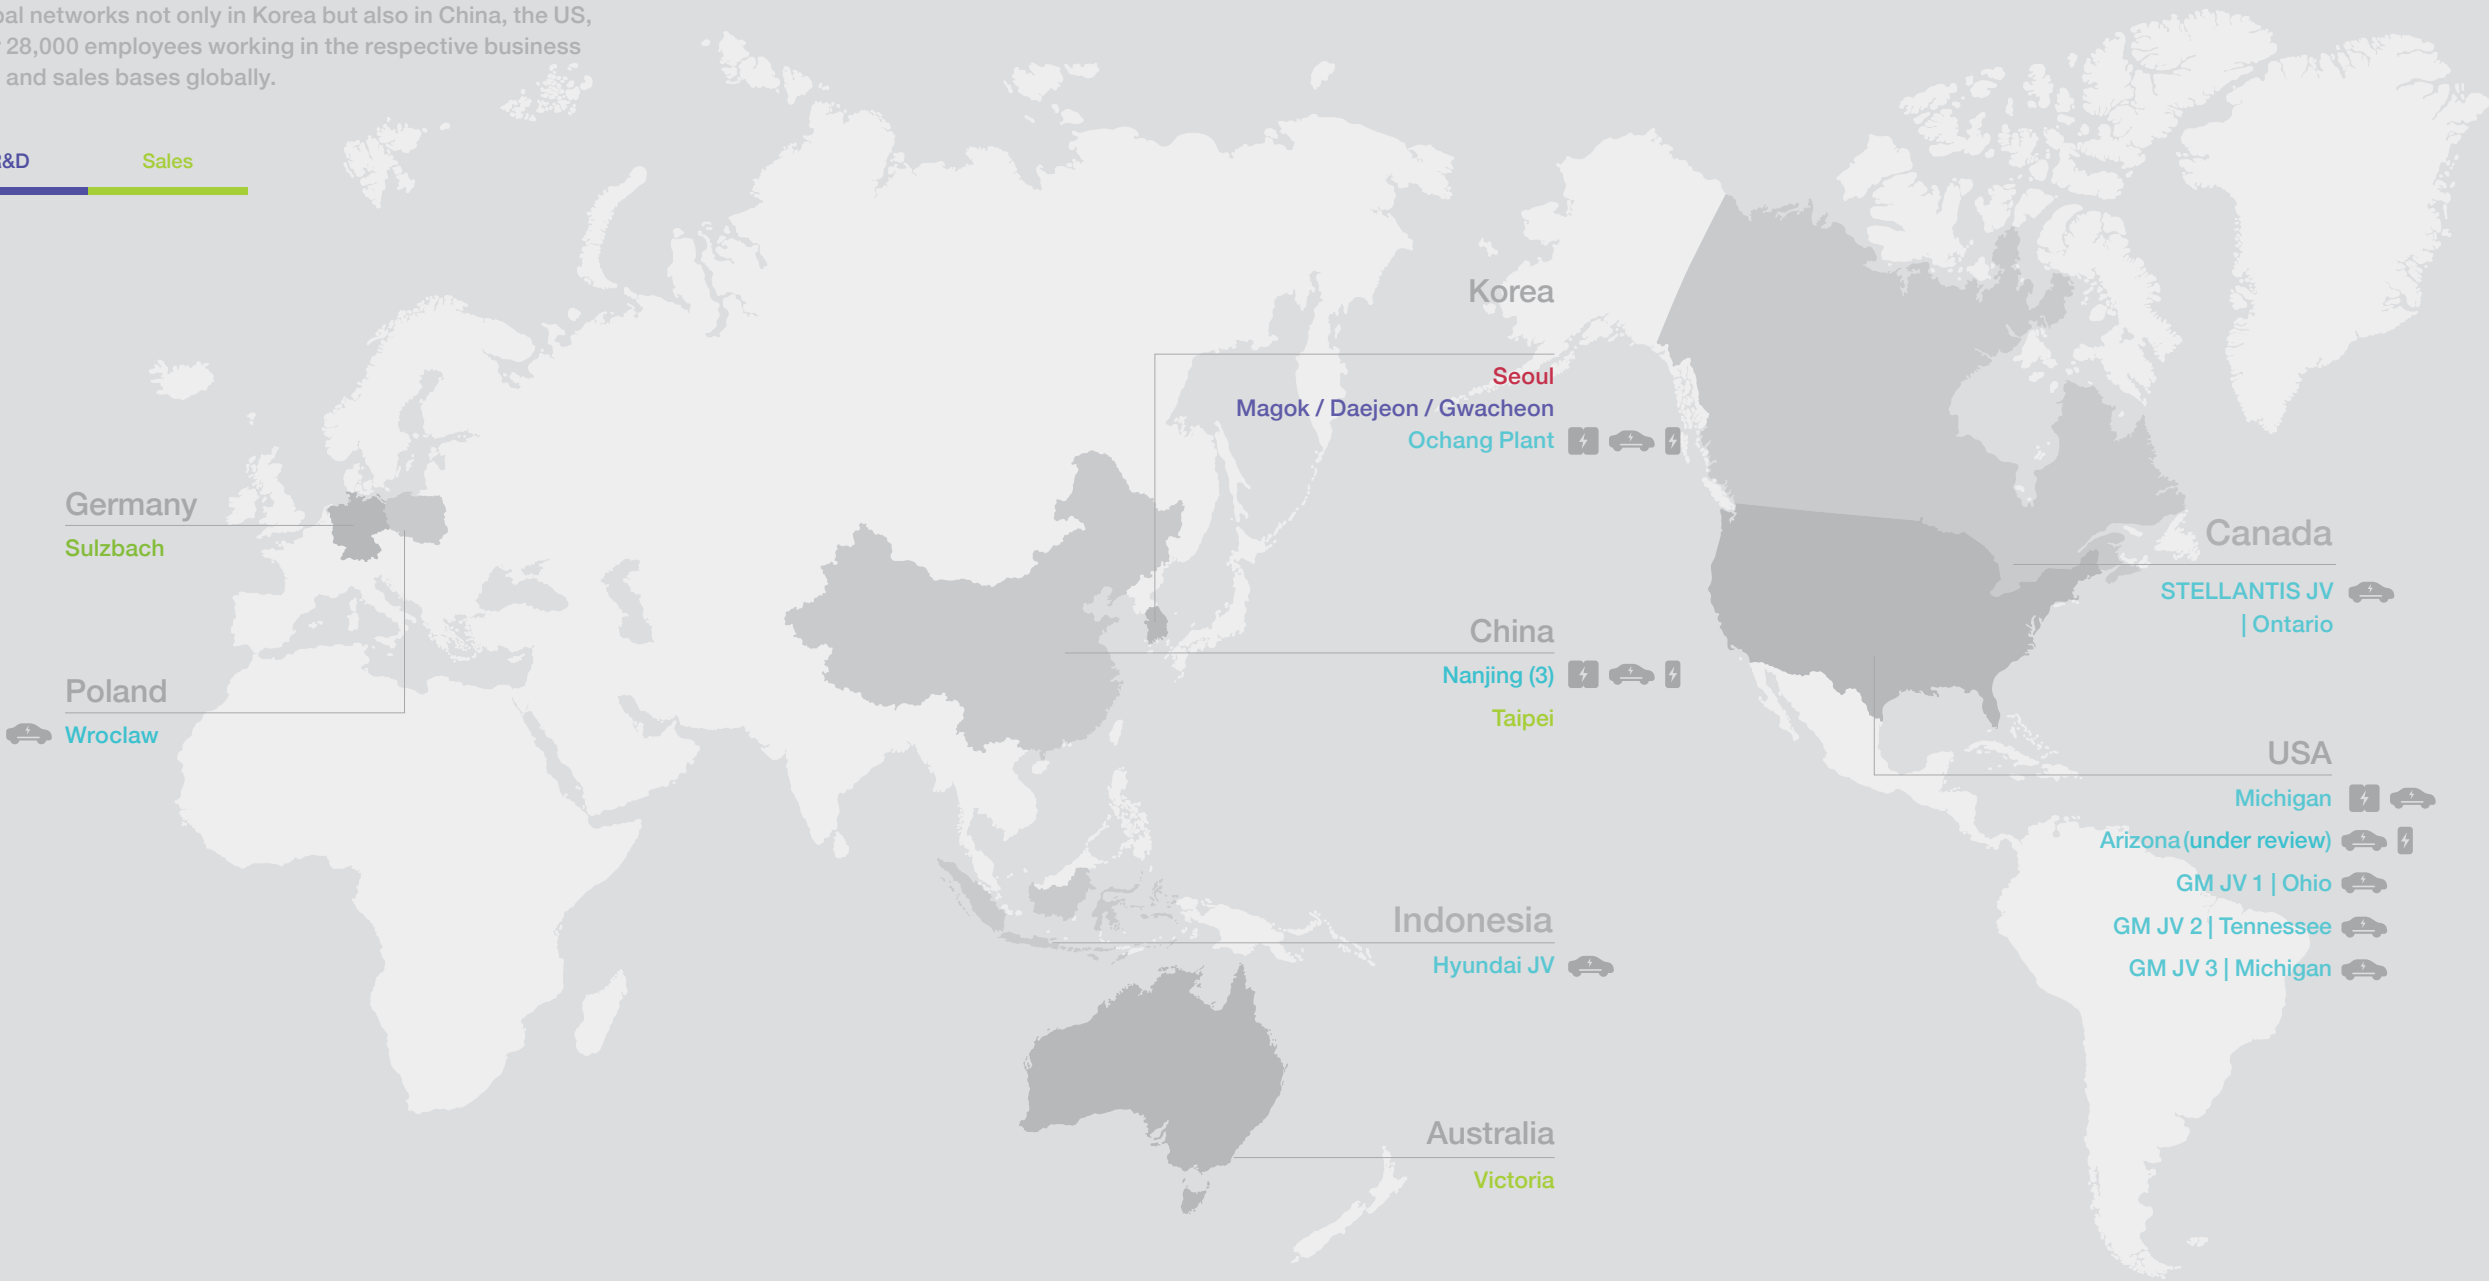 bal networks not only in Korea but also in China, the US,
28,000 employees working in the respective business
and sales bases globally.
&D
Sales
Korea
Seoul
Magok / Daejeon / Gwacheon
Ochang Plant
Germany
Sulzbach
Canada
STELLANTIS JV
| Ontario
China
Nanjing (3)
Taipei
Poland
Wroclaw
USA
Michigan
Arizona (under review)
GM JV 1 | Ohio
GM JV 2 | Tennessee
GM JV 3 | Michigan
Indonesia
Hyundai JV
Australia
Victoria